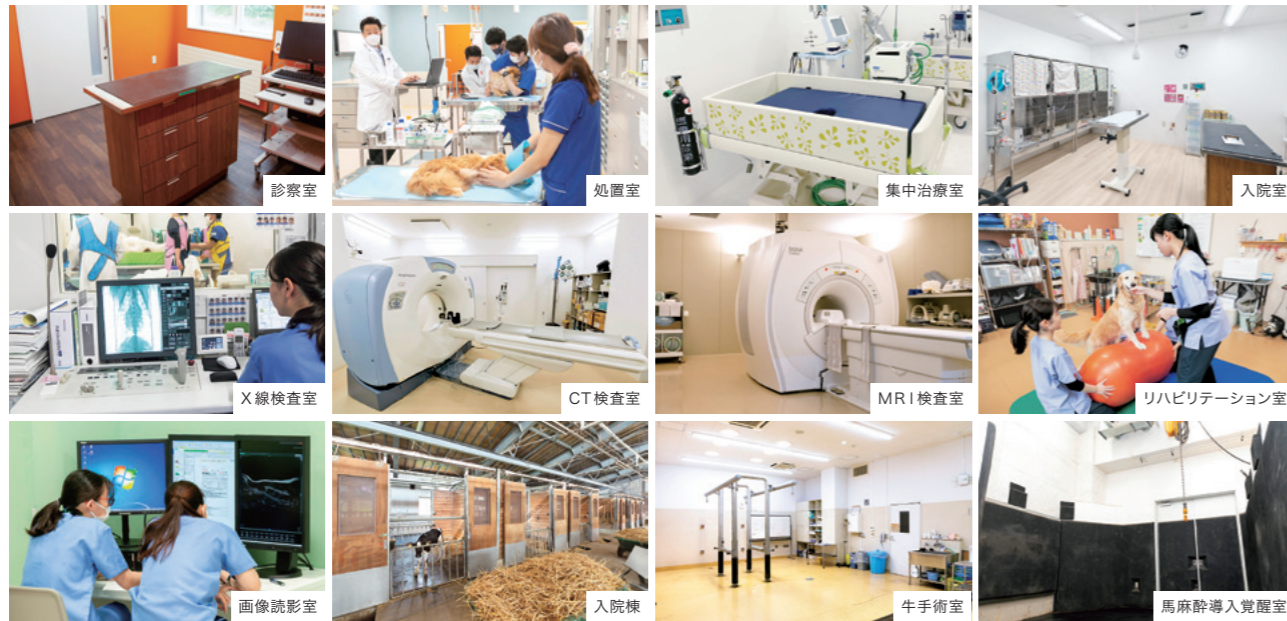 診察室
処置室
集中治療室
入院室
X線検査室
CT検査室
MRI検査室
リハビリテーション室
画像読影室
入院棟
牛手術室
馬麻酔導入覚醒室